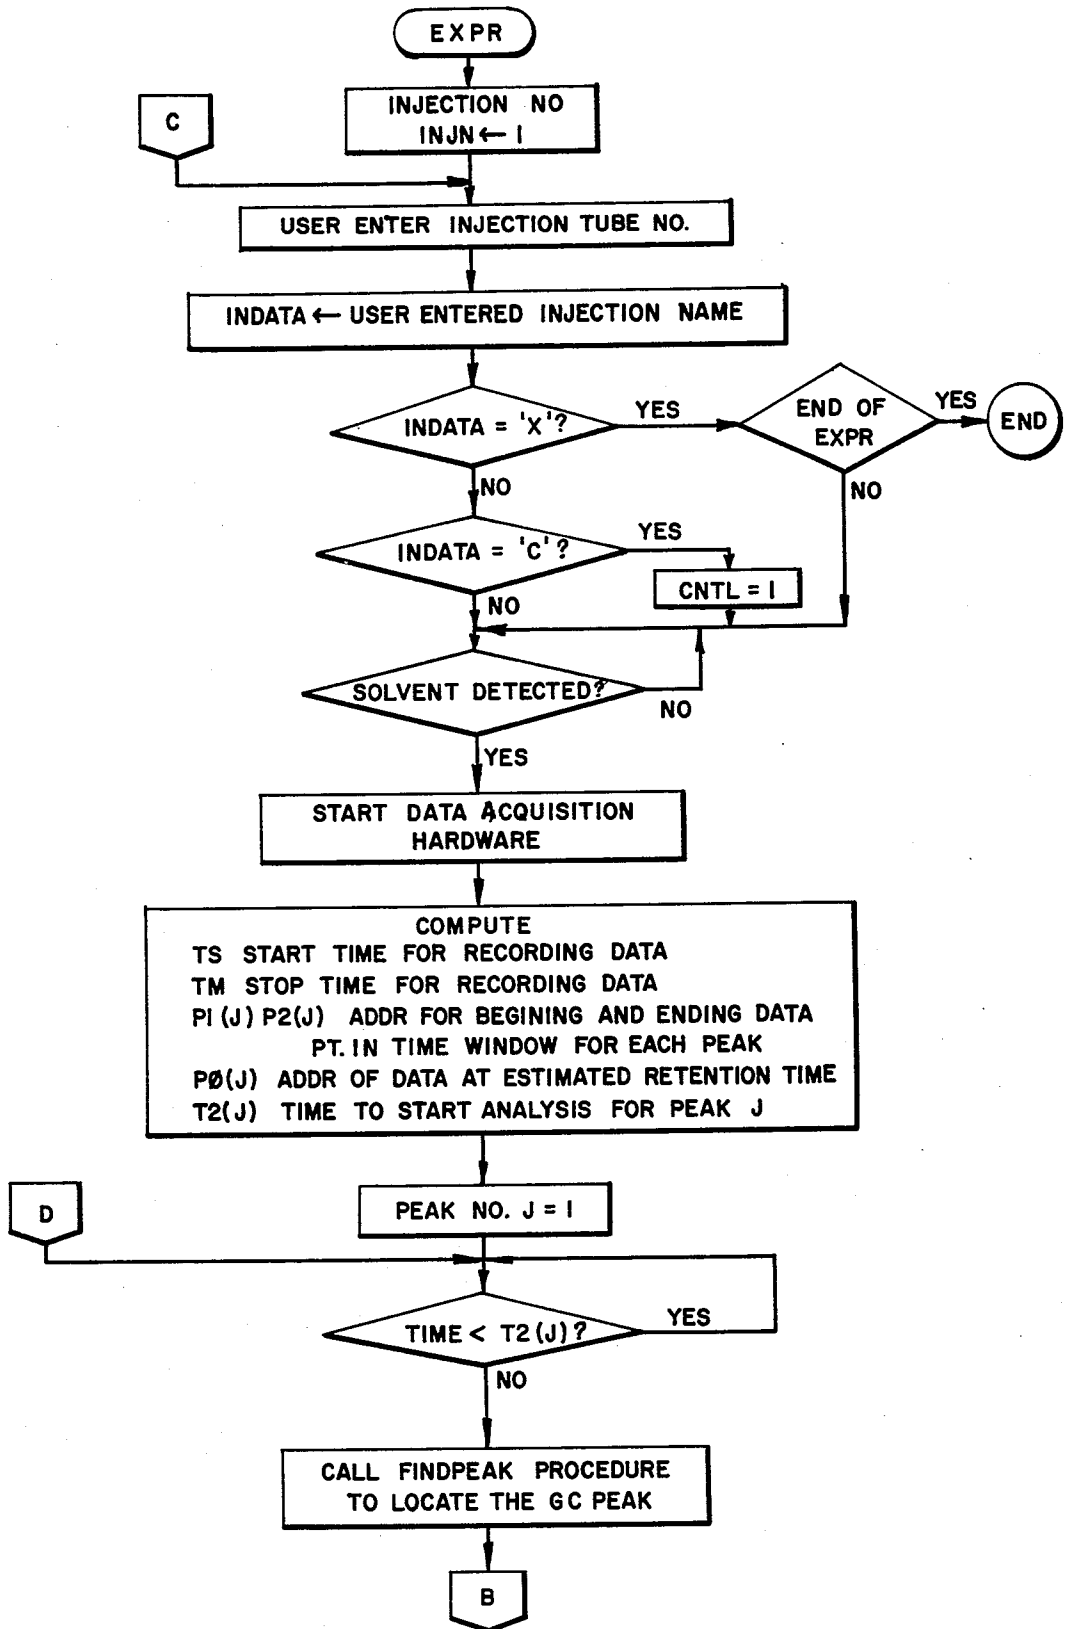 EXPR
INJECTION NO
INJN ← 1
C
USER ENTER INJECTION TUBE NO.
INDATA ← USER ENTERED INJECTION NAME
INDATA = 'X'?
YES
END OF
EXPR
YES
END
NO
NO
INDATA = 'C'?
YES
CNTL = 1
NO
SOLVENT DETECTED?
NO
YES
START DATA ACQUISITION
HARDWARE
COMPUTE
TS START TIME FOR RECORDING DATA
TM STOP TIME FOR RECORDING DATA
P1(J) P2(J) ADDR FOR BEGINING AND ENDING DATA
PT. IN TIME WINDOW FOR EACH PEAK
PØ(J) ADDR OF DATA AT ESTIMATED RETENTION TIME
T2(J) TIME TO START ANALYSIS FOR PEAK J
PEAK NO. J = 1
D
TIME < T2(J)?
YES
NO
CALL FINDPEAK PROCEDURE
TO LOCATE THE GC PEAK
B